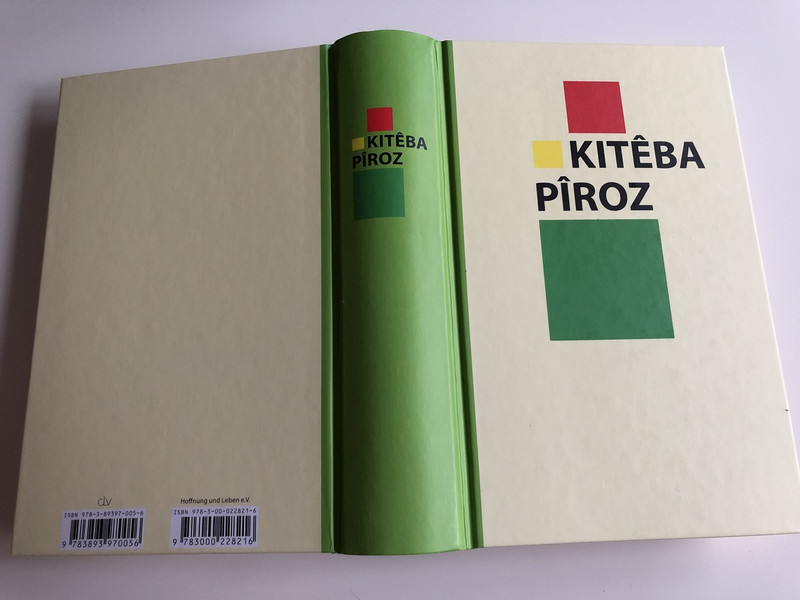 KITÊBA
PÎROZ
KITÊBA
PÎROZ
clv
ISBN 978-3-89397-005-6
9 783893 970056
Hoffnung und Leben e.V.
ISBN 978-3-00-022821-6
9 783000 228216